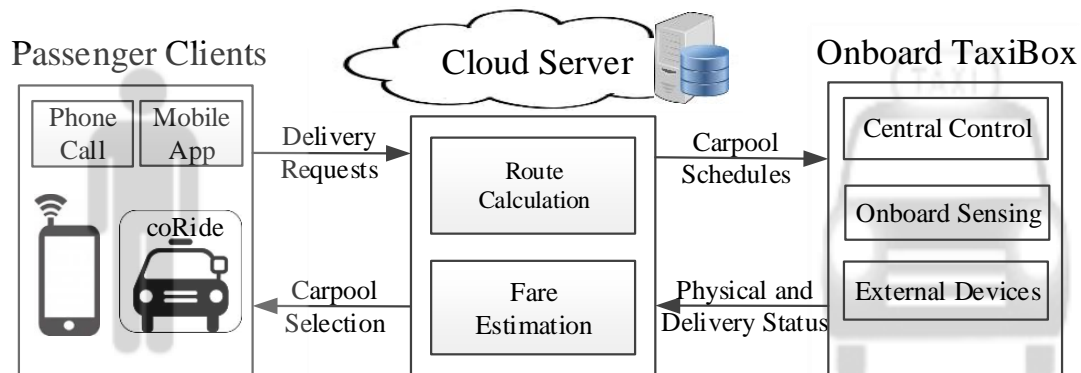 Passenger Clients
Phone
Call
Mobile
App
coRide
Delivery
Requests
Carpool
Selection
Cloud Server
Route
Calculation
Fare
Estimation
Carpool
Schedules
Physical and
Delivery Status
Onboard TaxiBox
TAXI
Central Control
Onboard Sensing
External Devices